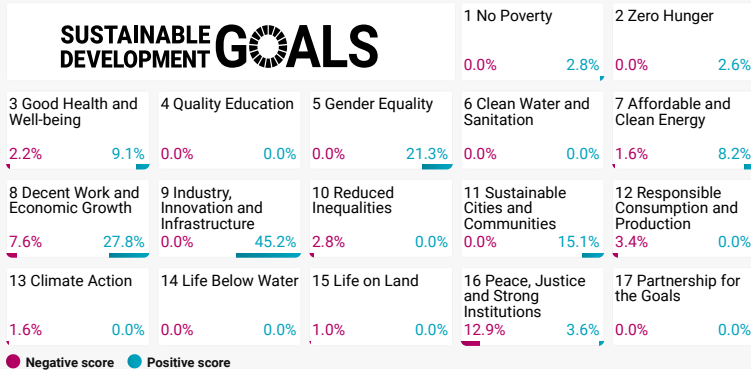 SUSTAINABLE
DEVELOPMENT
GOALS
1 No Poverty
0.0% 2.8%
2 Zero Hunger
0.0% 2.6%
3 Good Health and
Well-being
2.2% 9.1%
4 Quality Education
0.0% 0.0%
5 Gender Equality
0.0% 21.3%
6 Clean Water and
Sanitation
0.0% 0.0%
7 Affordable and
Clean Energy
1.6% 8.2%
8 Decent Work and
Economic Growth
7.6% 27.8%
9 Industry,
Innovation and
Infrastructure
0.0% 45.2%
10 Reduced
Inequalities
2.8% 0.0%
11 Sustainable
Cities and
Communities
0.0% 15.1%
12 Responsible
Consumption and
Production
3.4% 0.0%
13 Climate Action
1.6% 0.0%
14 Life Below Water
0.0% 0.0%
15 Life on Land
1.0% 0.0%
16 Peace, Justice
and Strong
Institutions
12.9% 3.6%
17 Partnership for
the Goals
0.0% 0.0%
Negative score Positive score